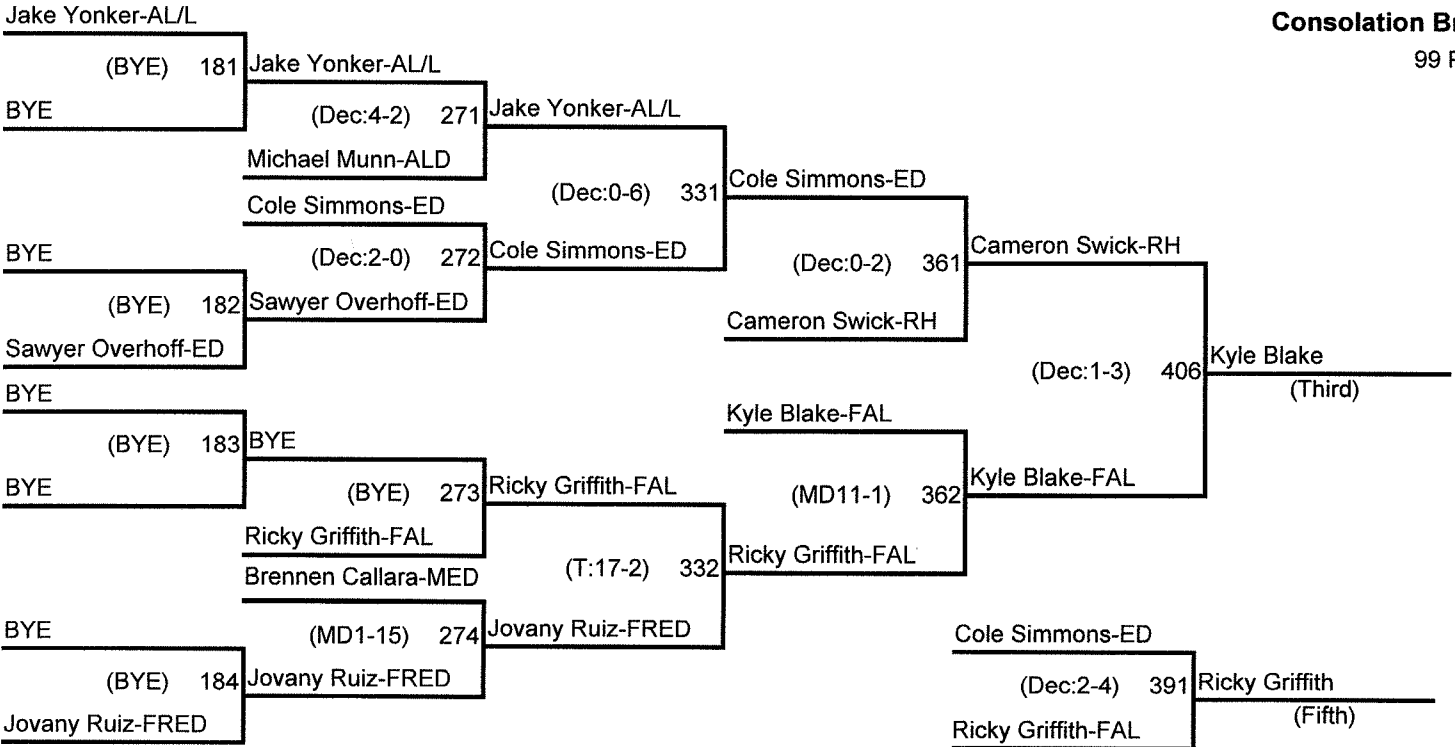 Jake Yonker-AL/L
Consolation Br
(BYE) 181 Jake Yonker-AL/L
99 P
BYE
(Dec:4-2) 271 Jake Yonker-AL/L
Michael Munn-ALD
(Dec:0-6) 331 Cole Simmons-ED
Cole Simmons-ED
BYE
(Dec:2-0) 272 Cole Simmons-ED
(Dec:0-2) 361 Cameron Swick-RH
(BYE) 182 Sawyer Overhoff-ED
Cameron Swick-RH
Sawyer Overhoff-ED
(Dec:1-3) 406 Kyle Blake
(Third)
BYE
Kyle Blake-FAL
(BYE) 183 BYE
BYE
(BYE) 273 Ricky Griffith-FAL
(MD11-1) 362 Kyle Blake-FAL
Ricky Griffith-FAL
(T:17-2) 332 Ricky Griffith-FAL
Brennen Callara-MED
BYE
(MD1-15) 274 Jovany Ruiz-FRED
Cole Simmons-ED
(BYE) 184 Jovany Ruiz-FRED
(Dec:2-4) 391 Ricky Griffith
(Fifth)
Jovany Ruiz-FRED
Ricky Griffith-FAL